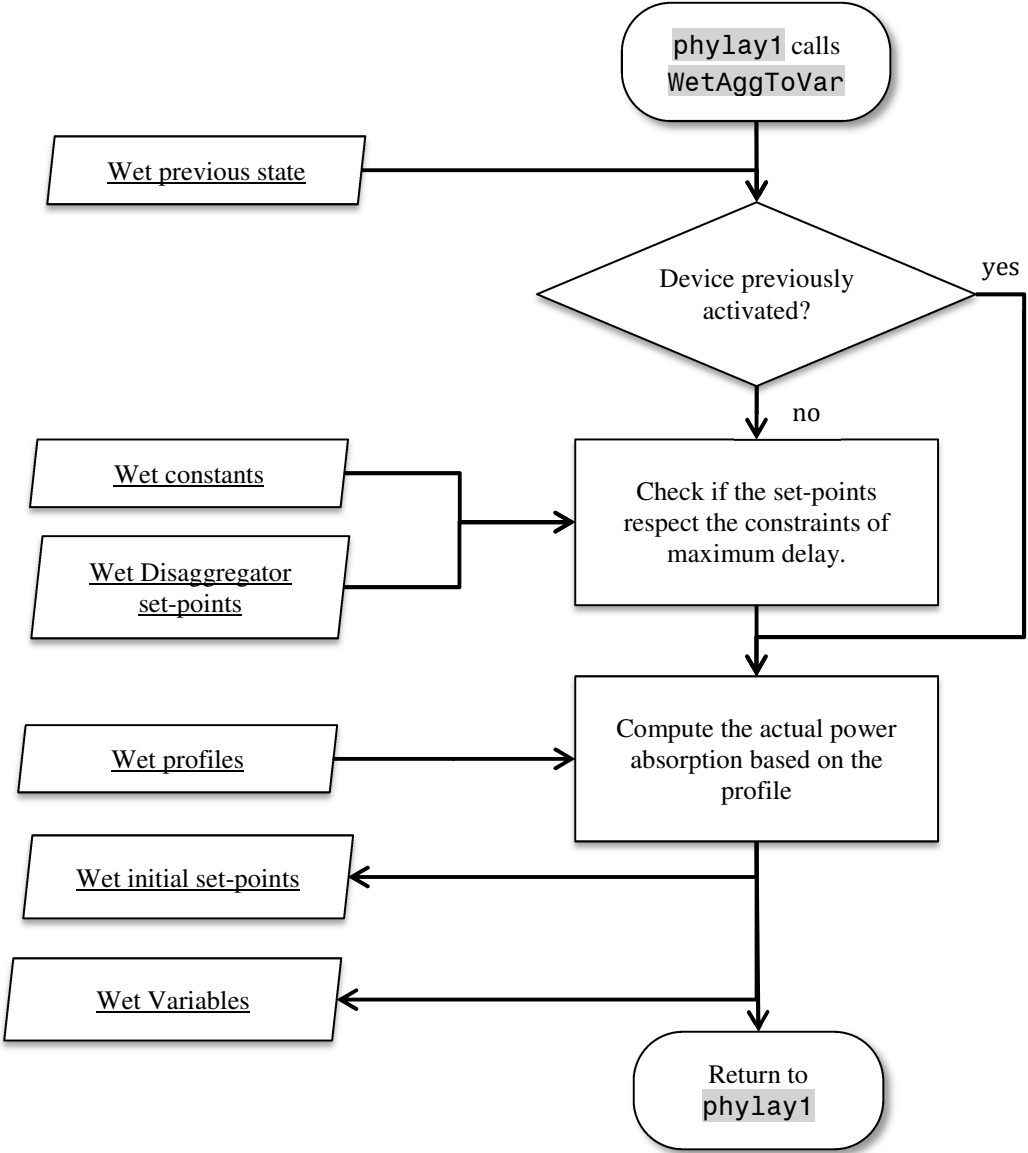 phylay1 calls
WetAggToVar
Wet previous state
Device previously
activated?
yes
no
Wet constants
Check if the set-points
respect the constraints of
maximum delay.
Wet Disaggregator
set-points
Compute the actual power
absorption based on the
profile
Wet profiles
Wet initial set-points
Wet Variables
Return to
phylay1